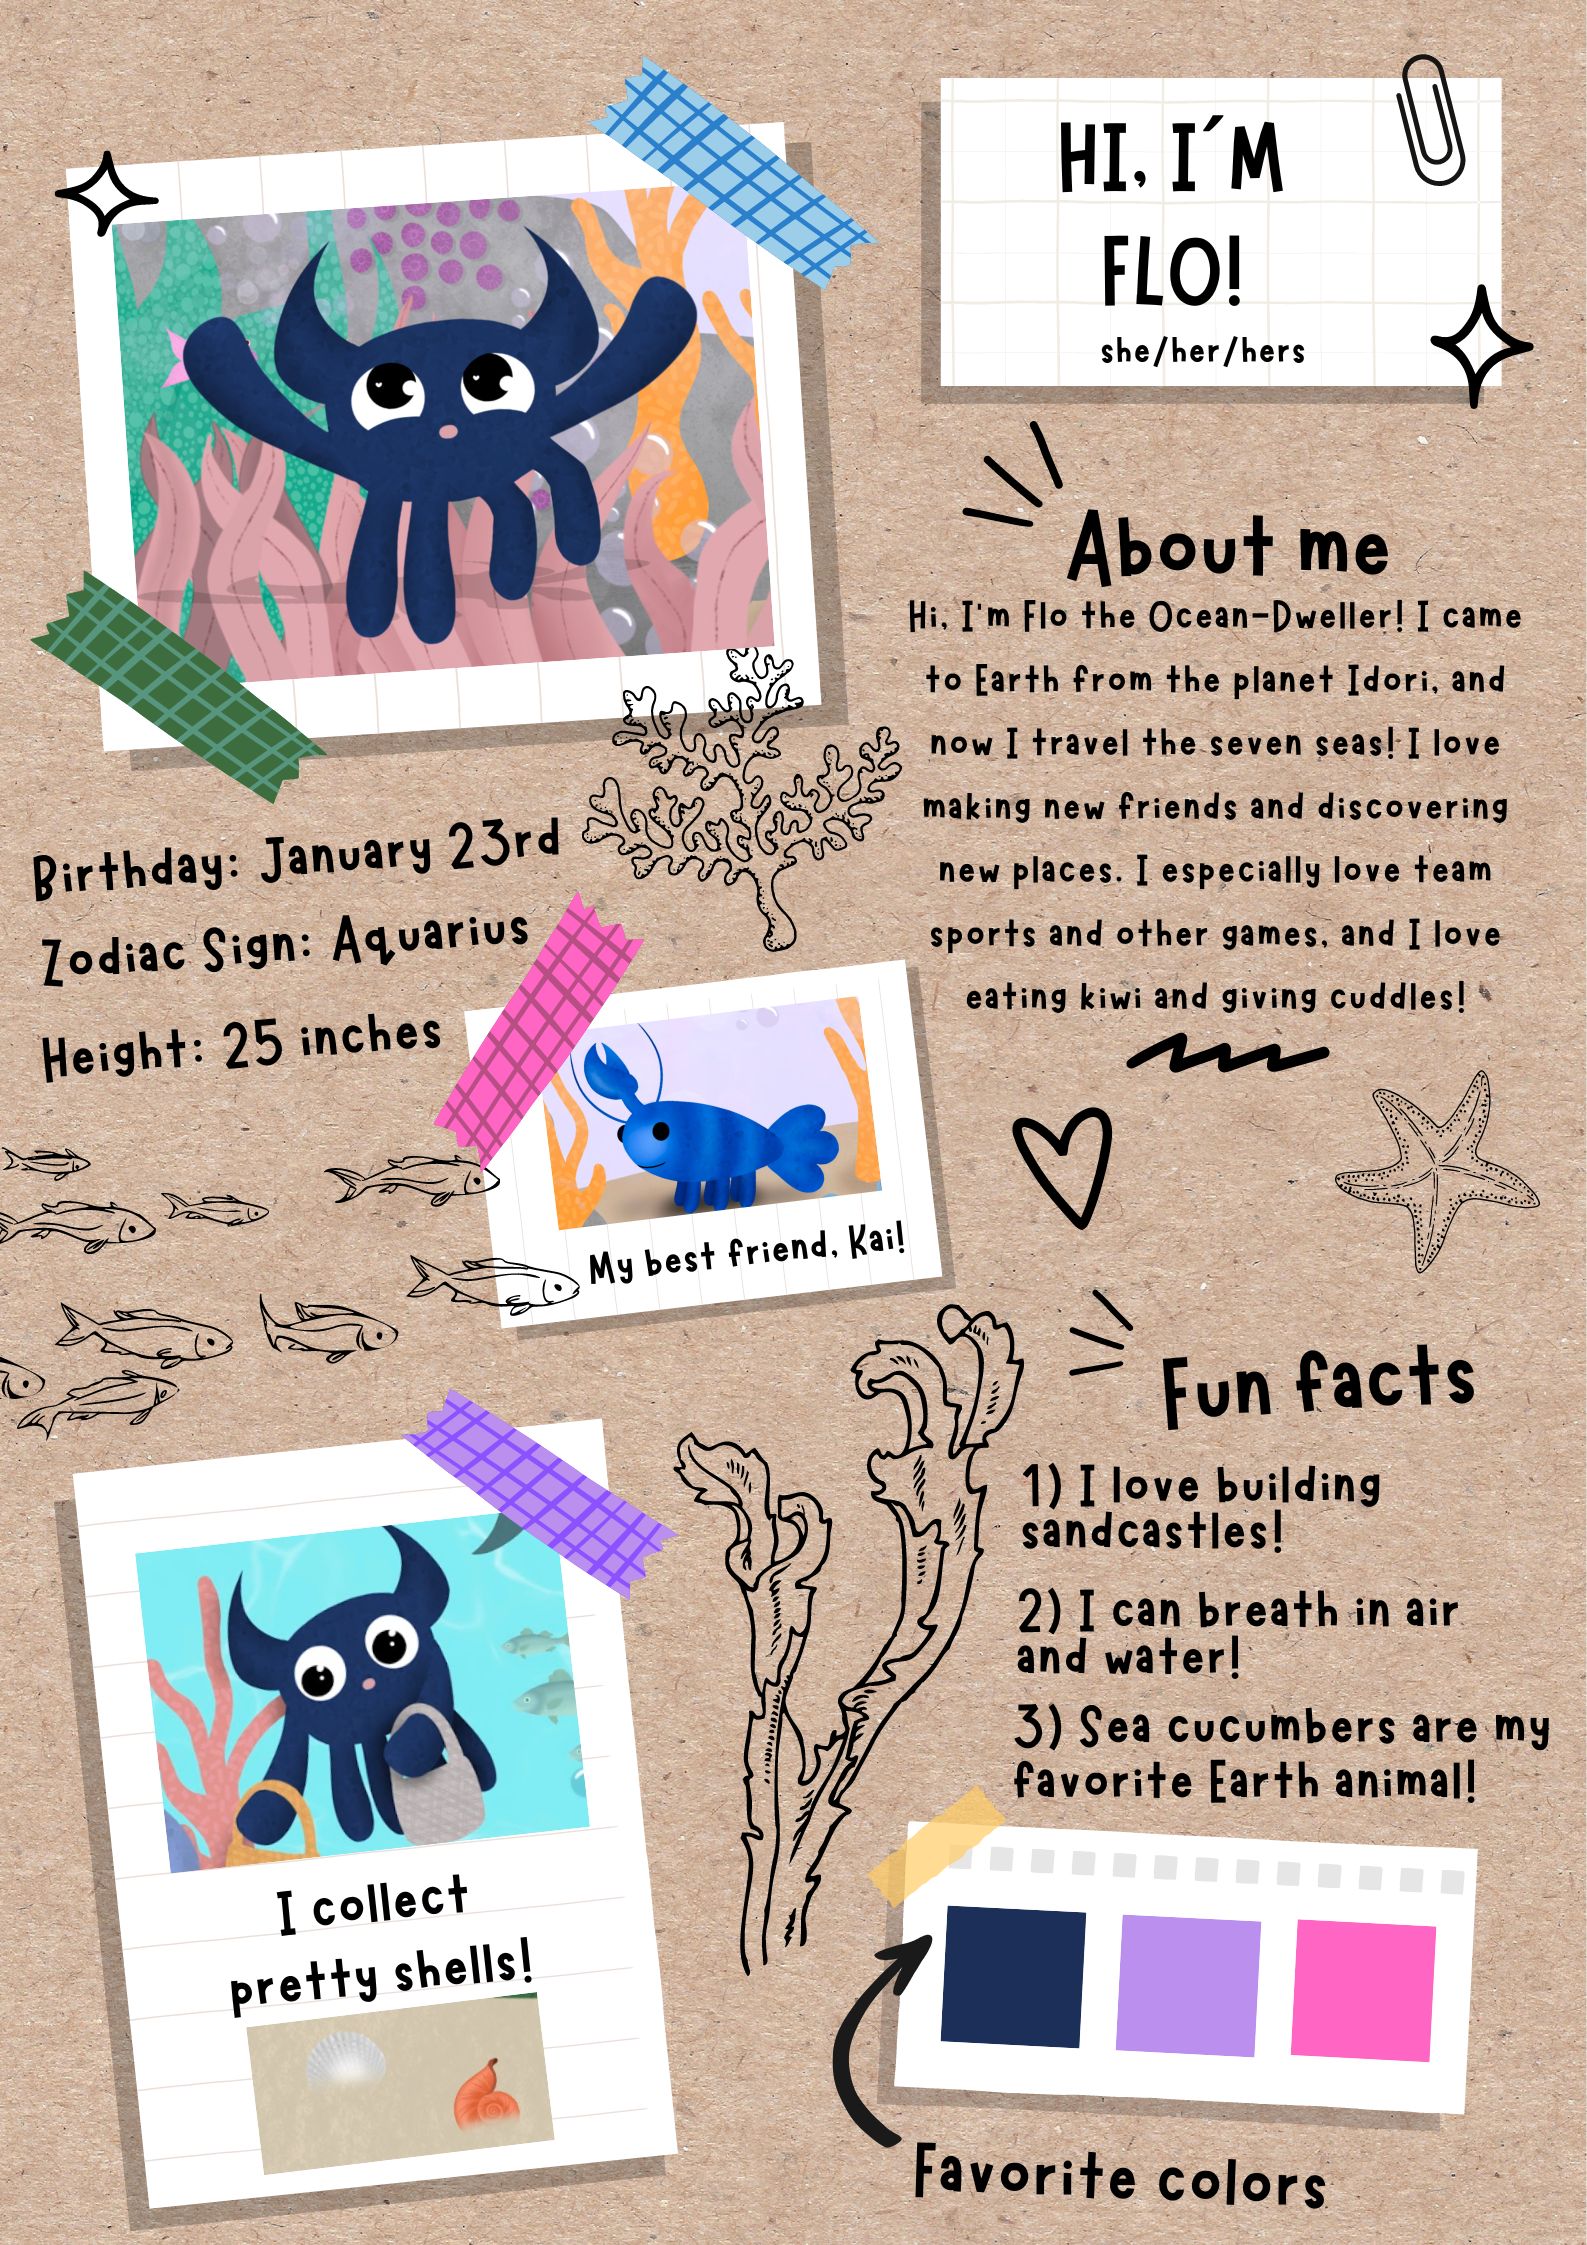 HI, I´M
FLO!
she/her/hers
About me
Hi, I'm Flo the Ocean-Dweller! I came
to Earth from the planet Idori, and
now I travel the seven seas! I love
making new friends and discovering
new places. I especially love team
sports and other games, and I love
eating kiwi and giving cuddles!
Birthday: January 23rd
Zodiac Sign: Aquarius
Height: 25 inches
My best friend, Kai!
Fun facts
1) I love building
sandcastles!
2) I can breath in air
and water!
3) Sea cucumbers are my
favorite Earth animal!
I collect
pretty shells!
Favorite colors